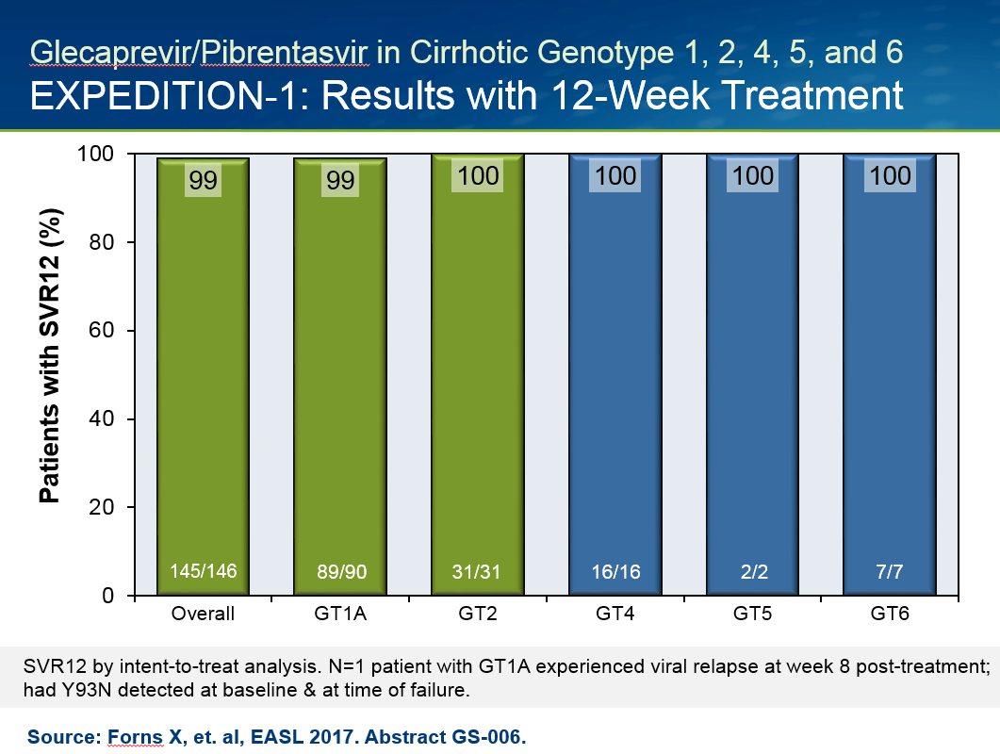 Glecaprevir/Pibrentasvir in Cirrhotic Genotype 1, 2, 4, 5, and 6
EXPEDITION-1: Results with 12-Week Treatment
Patients with SVR12 (%)
100
80
60
40
20
0
99
99
100
100
100
100
145/146
89/90
31/31
16/16
2/2
7/7
Overall
GT1A
GT2
GT4
GT5
GT6
SVR12 by intent-to-treat analysis. N=1 patient with GT1A experienced viral relapse at week 8 post-treatment;
had Y93N detected at baseline & at time of failure.
Source: Forns X, et. al, EASL 2017. Abstract GS-006.